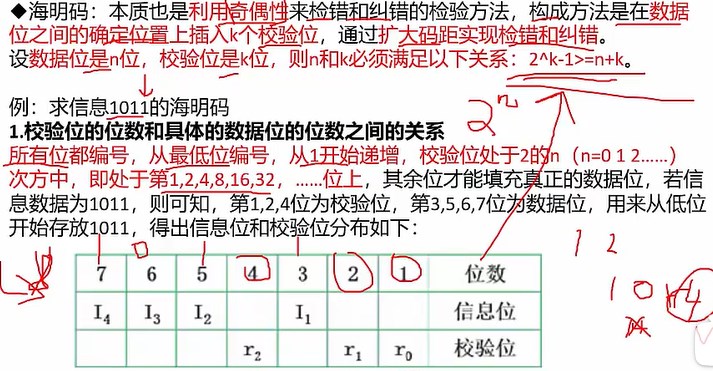 ◆海明码：本质也是利用奇偶性来检错和纠错的检验方法，构成方法是在数据
位之间的确定位置上插入k个校验位，通过扩大码距实现检错和纠错。
设数据位是n位，校验位是k位，则n和k必须满足以下关系：2^k-1>=n+k。
例：求信息1011的海明码
2^n
1.校验位的位数和具体的数据位的位数之间的关系
所有位都编号，从最低位编号，从1开始递增，校验位处于2的n（n=0 1 2……）
次方中，即处于第1,2,4,8,16,32，……位上，其余位才能填充真正的数据位，若信
息数据为1011，则可知，第1,2,4位为校验位，第3,5,6,7位为数据位，用来从低位
开始存放1011，得出信息位和校验位分布如下：
1 0 1 1
1 2
7 6 5 4 3 2 1 位数
I4 I3 I2 I1 信息位
r2 r1 r0 校验位
1 0 4